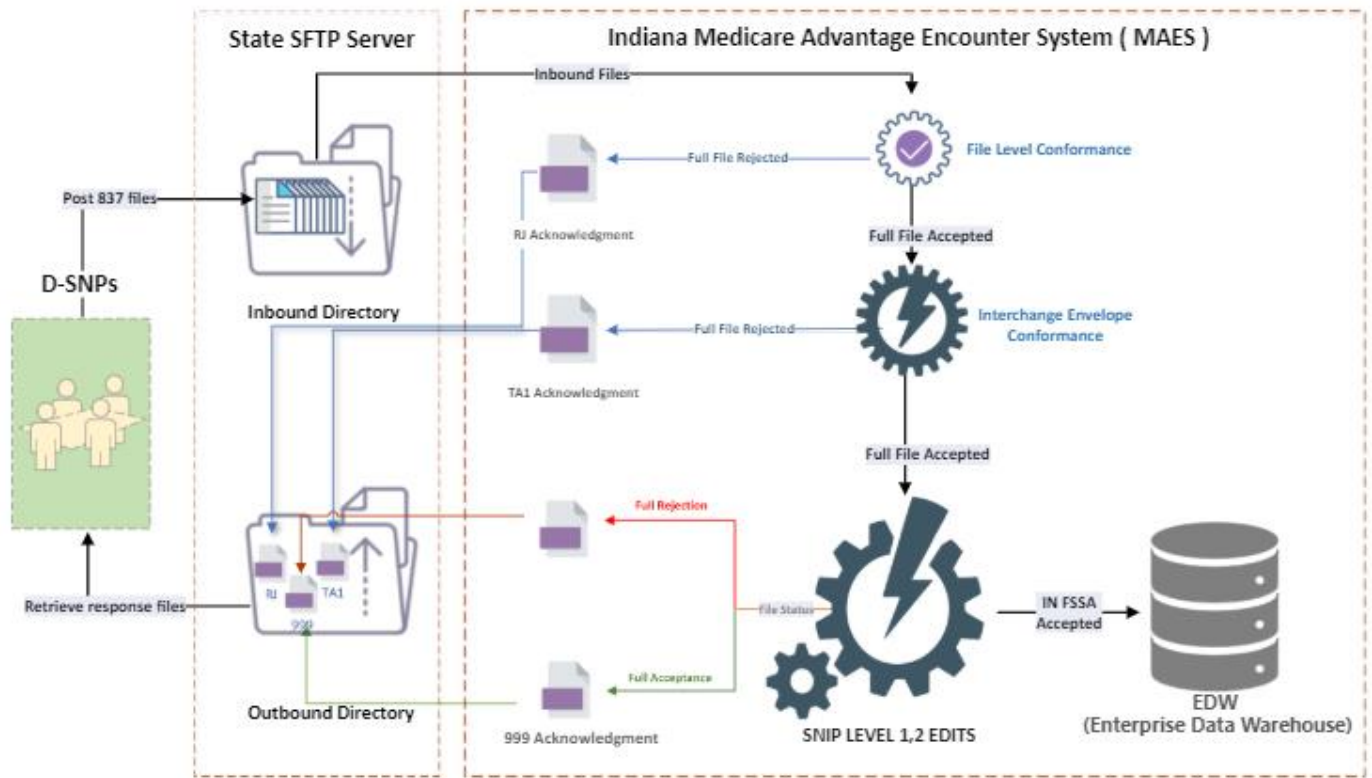 State SFTP Server
Indiana Medicare Advantage Encounter System ( MAES )
Inbound Files
Full File Rejected
File Level Conformance
Post 837 files
RJ Acknowledgment
Full File Accepted
D-SNPs
Inbound Directory
Full File Rejected
Interchange Envelope
Conformance
TA1 Acknowledgment
Full File Accepted
Full Rejection
RJ
TA1
999
Retrieve response files
File Status
IN FSSA
Accepted
Full Acceptance
Outbound Directory
999 Acknowledgment
SNIP LEVEL 1,2 EDITS
EDW
(Enterprise Data Warehouse)